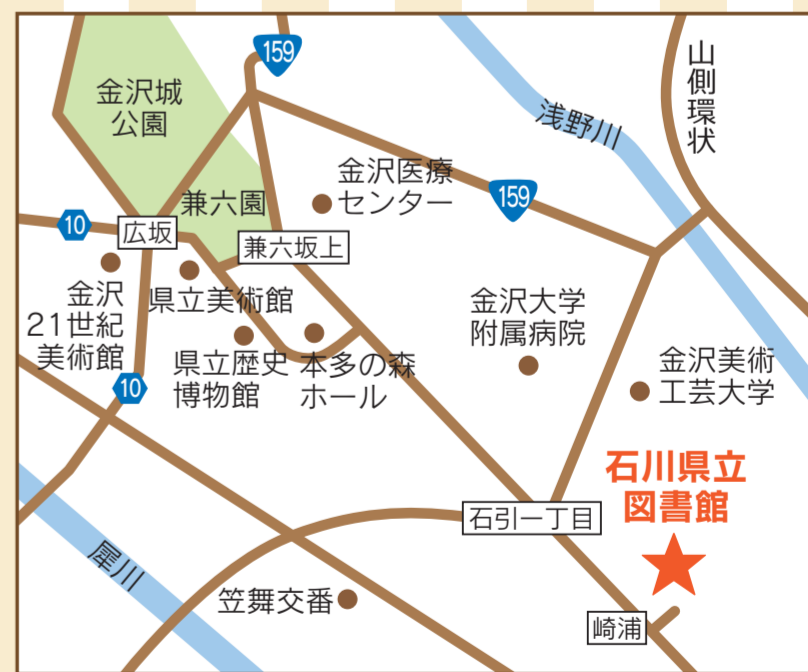 159
金沢城
公園
山側環状
浅野川
金沢医療
センター
159
兼六園
10
広坂
兼六坂上
金沢
21世紀
美術館
県立美術館
金沢大学
附属病院
県立歴史
博物館
本多の森
ホール
金沢美術
工芸大学
10
石川県立
図書館
石引一丁目
犀川
笠舞交番
崎浦